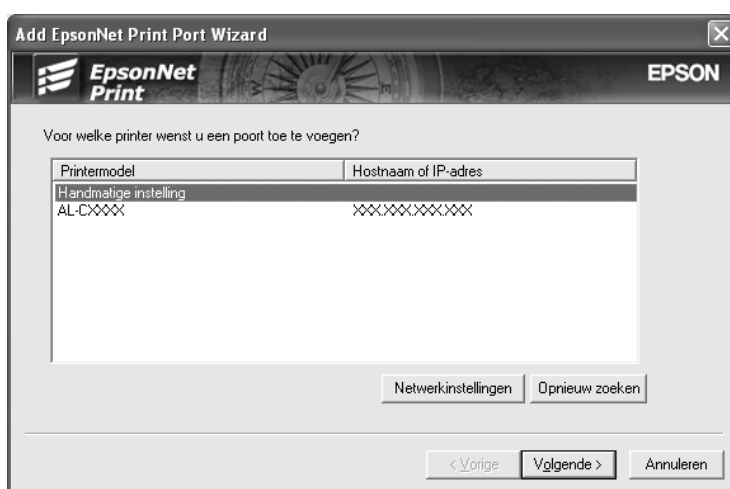 Add EpsonNet Print Port Wizard
EpsonNet
Print
EPSON
Voor welke printer wenst u een poort toe te voegen?
Printermodel Hostnaam of IP-adres
Handmatige instelling
AL-CXXXX XXX.XXX.XXX.XXX
Netwerkinstellingen Opnieuw zoeken
< Vorige Volgende > Annuleren